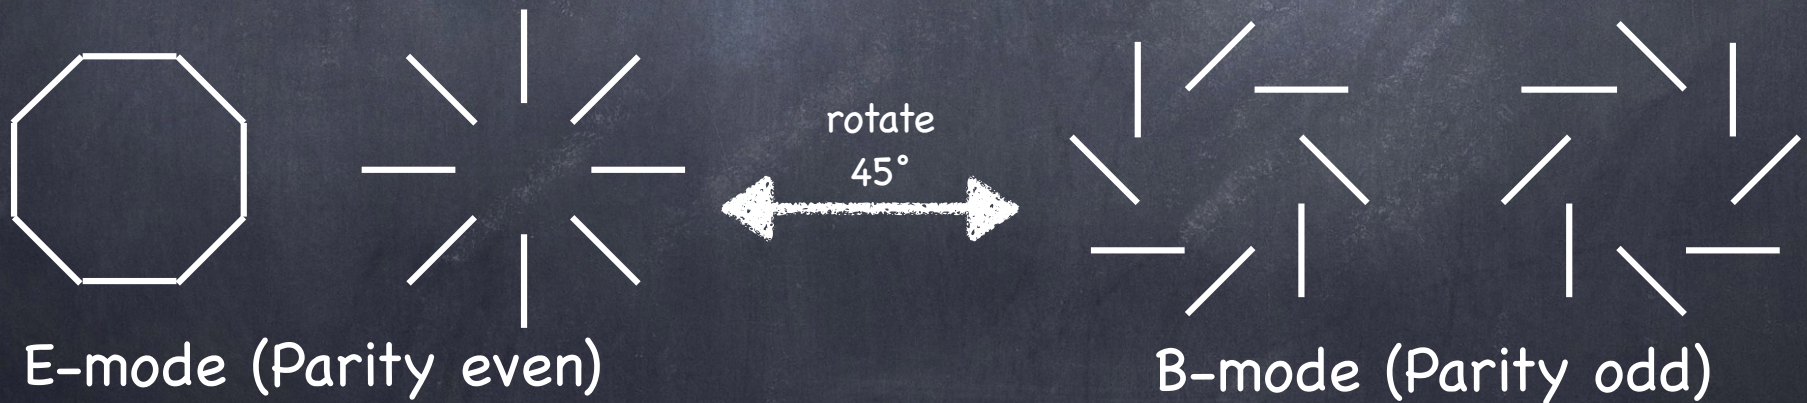 rotate
45°
E-mode (Parity even)
B-mode (Parity odd)